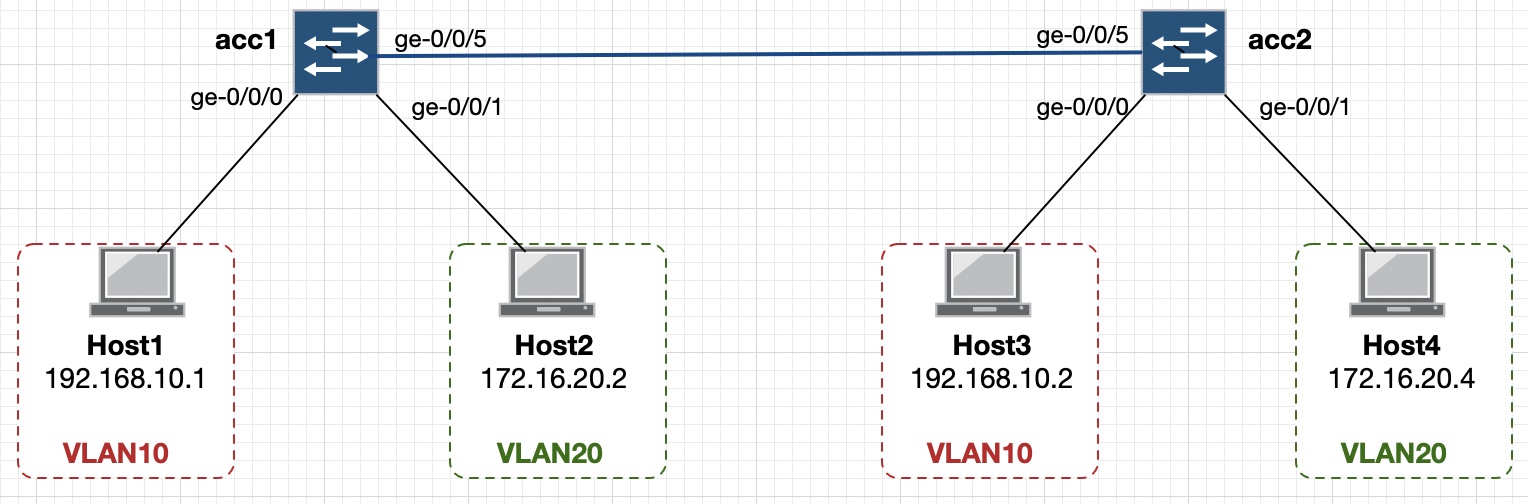 acc1
ge-0/0/5
ge-0/0/5
acc2
ge-0/0/0
ge-0/0/1
ge-0/0/0
ge-0/0/1
Host1
192.168.10.1
VLAN10
Host2
172.16.20.2
VLAN20
Host3
192.168.10.2
VLAN10
Host4
172.16.20.4
VLAN20